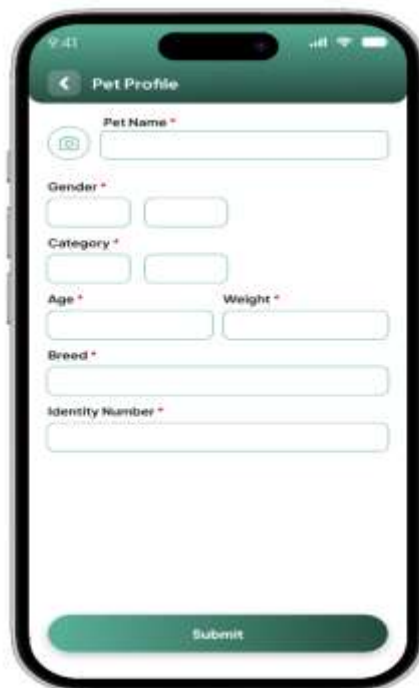 9:41
Pet Profile
Pet Name *
Gender *
Category *
Age * Weight *
Breed *
Identity Number *
Submit